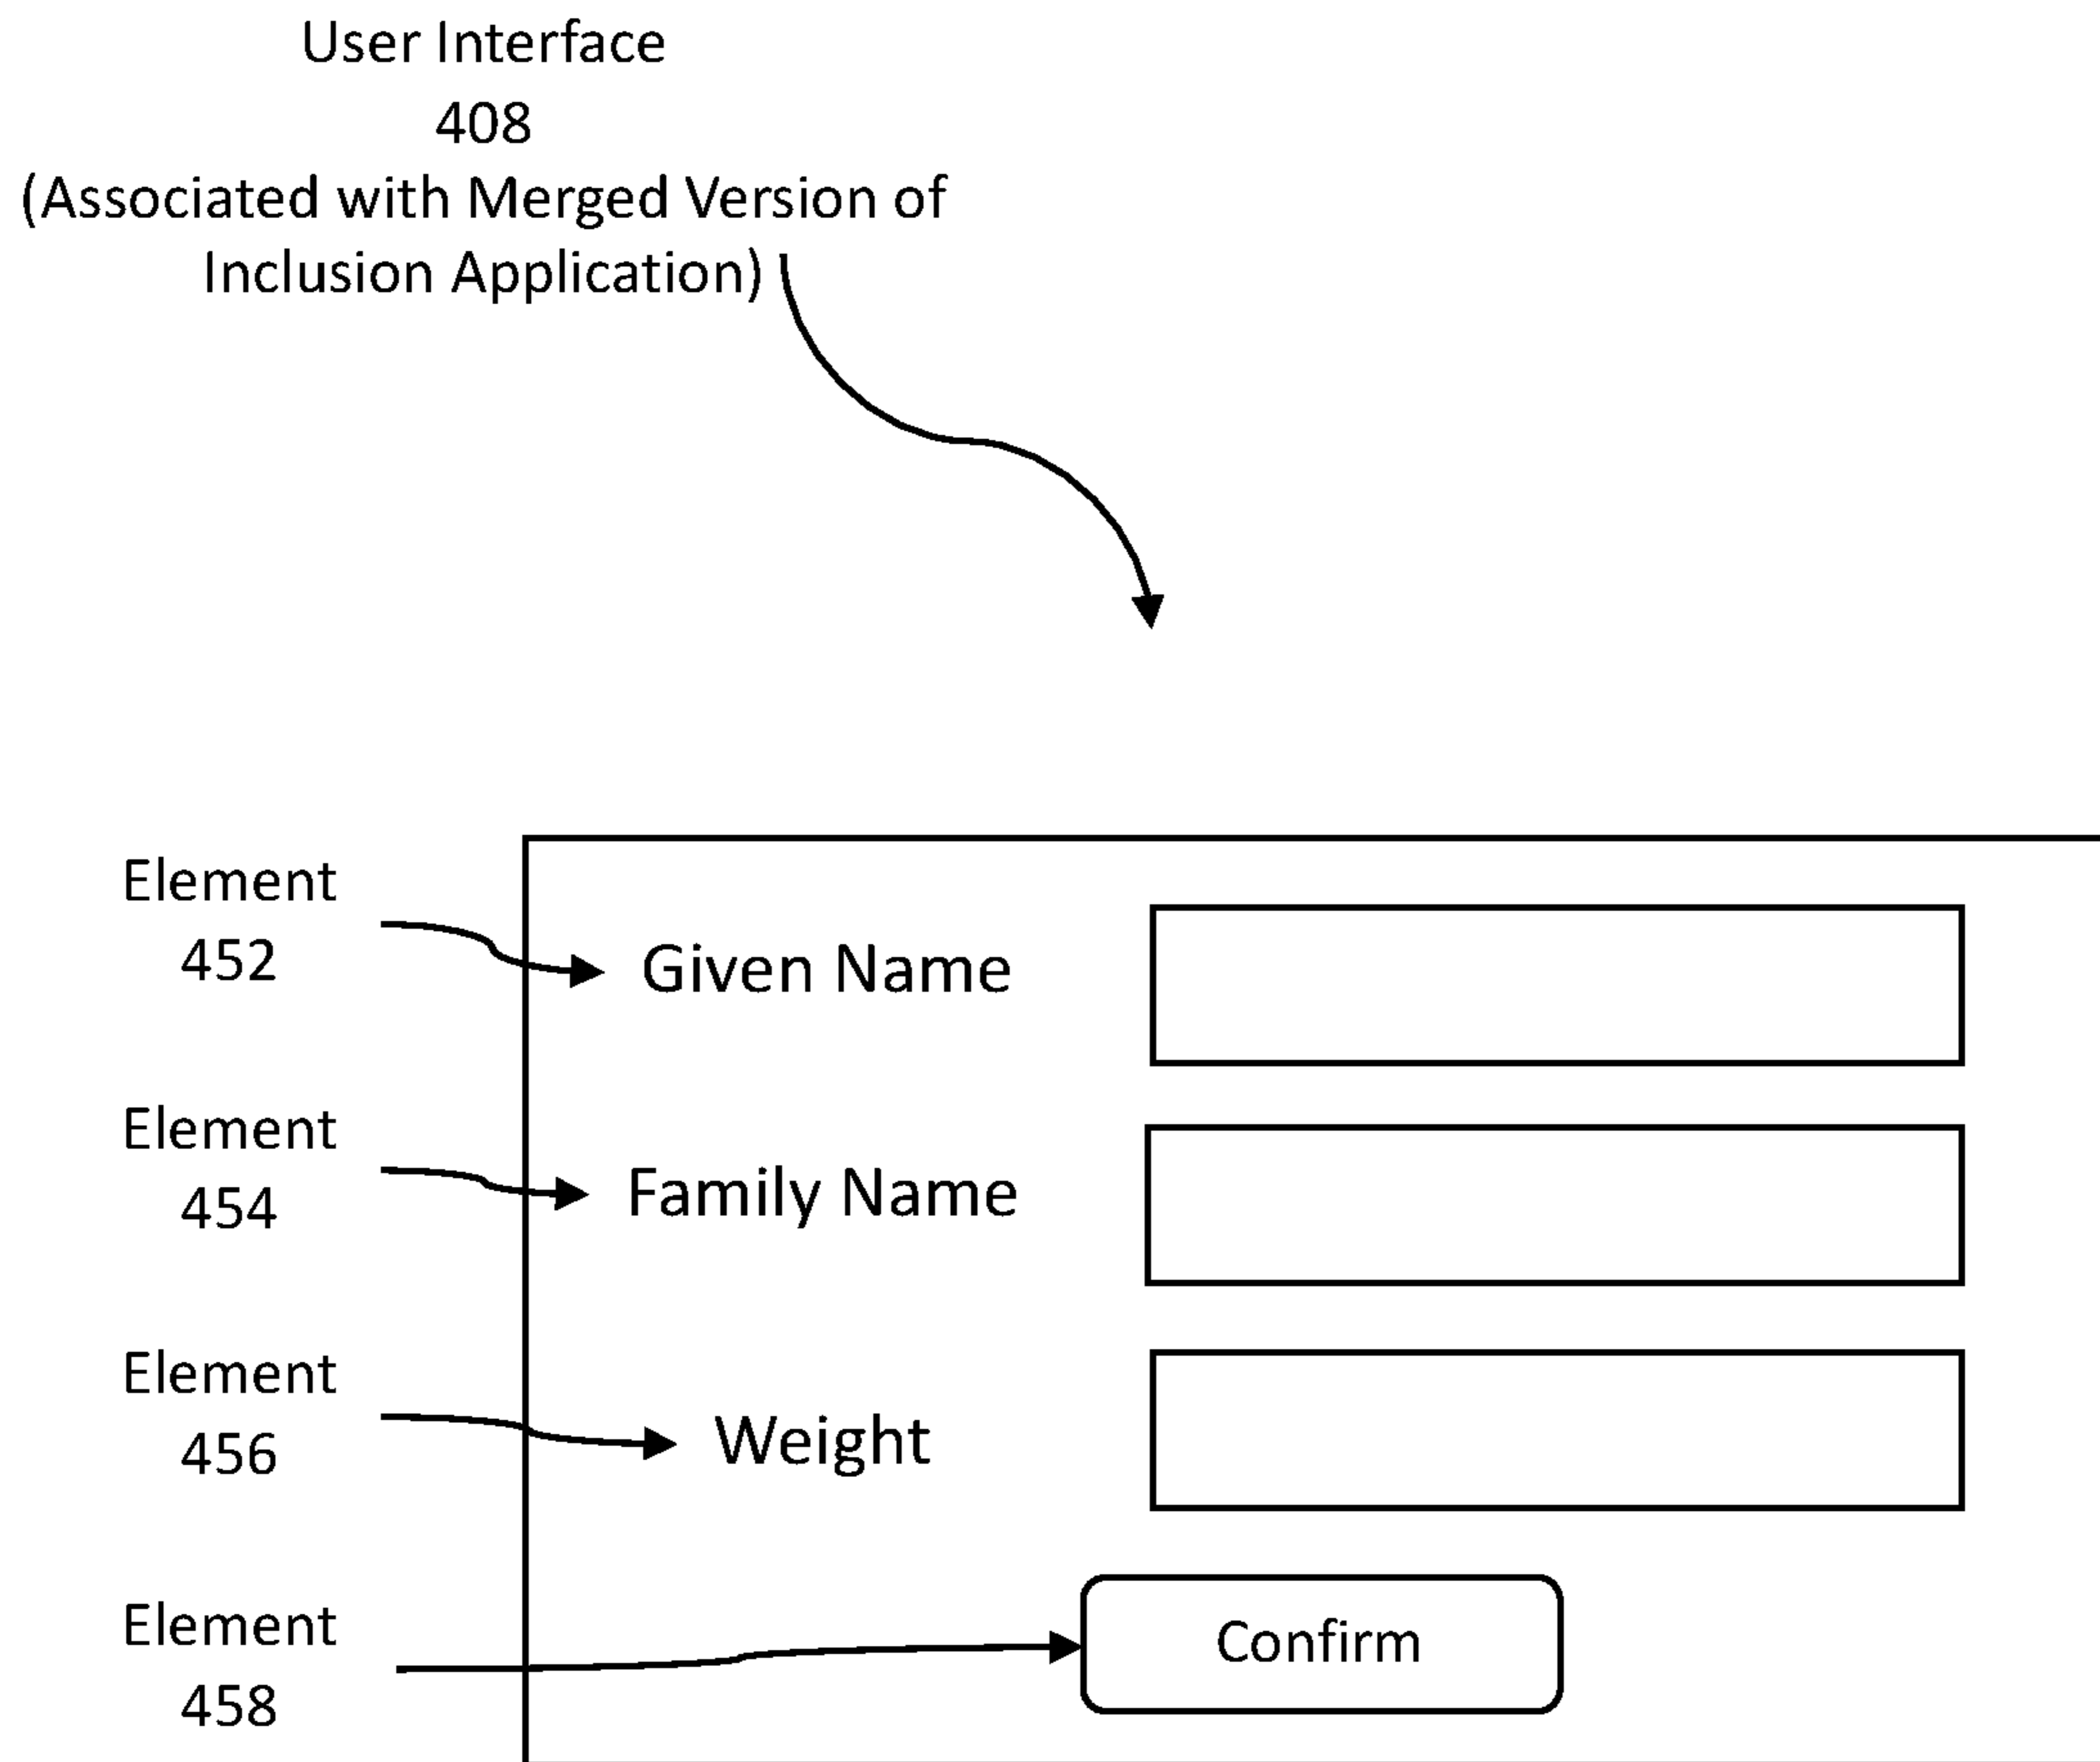 User Interface
408
(Associated with Merged Version of
Inclusion Application)
Element
452
Given Name
Element
454
Family Name
Element
456
Weight
Element
458
Confirm